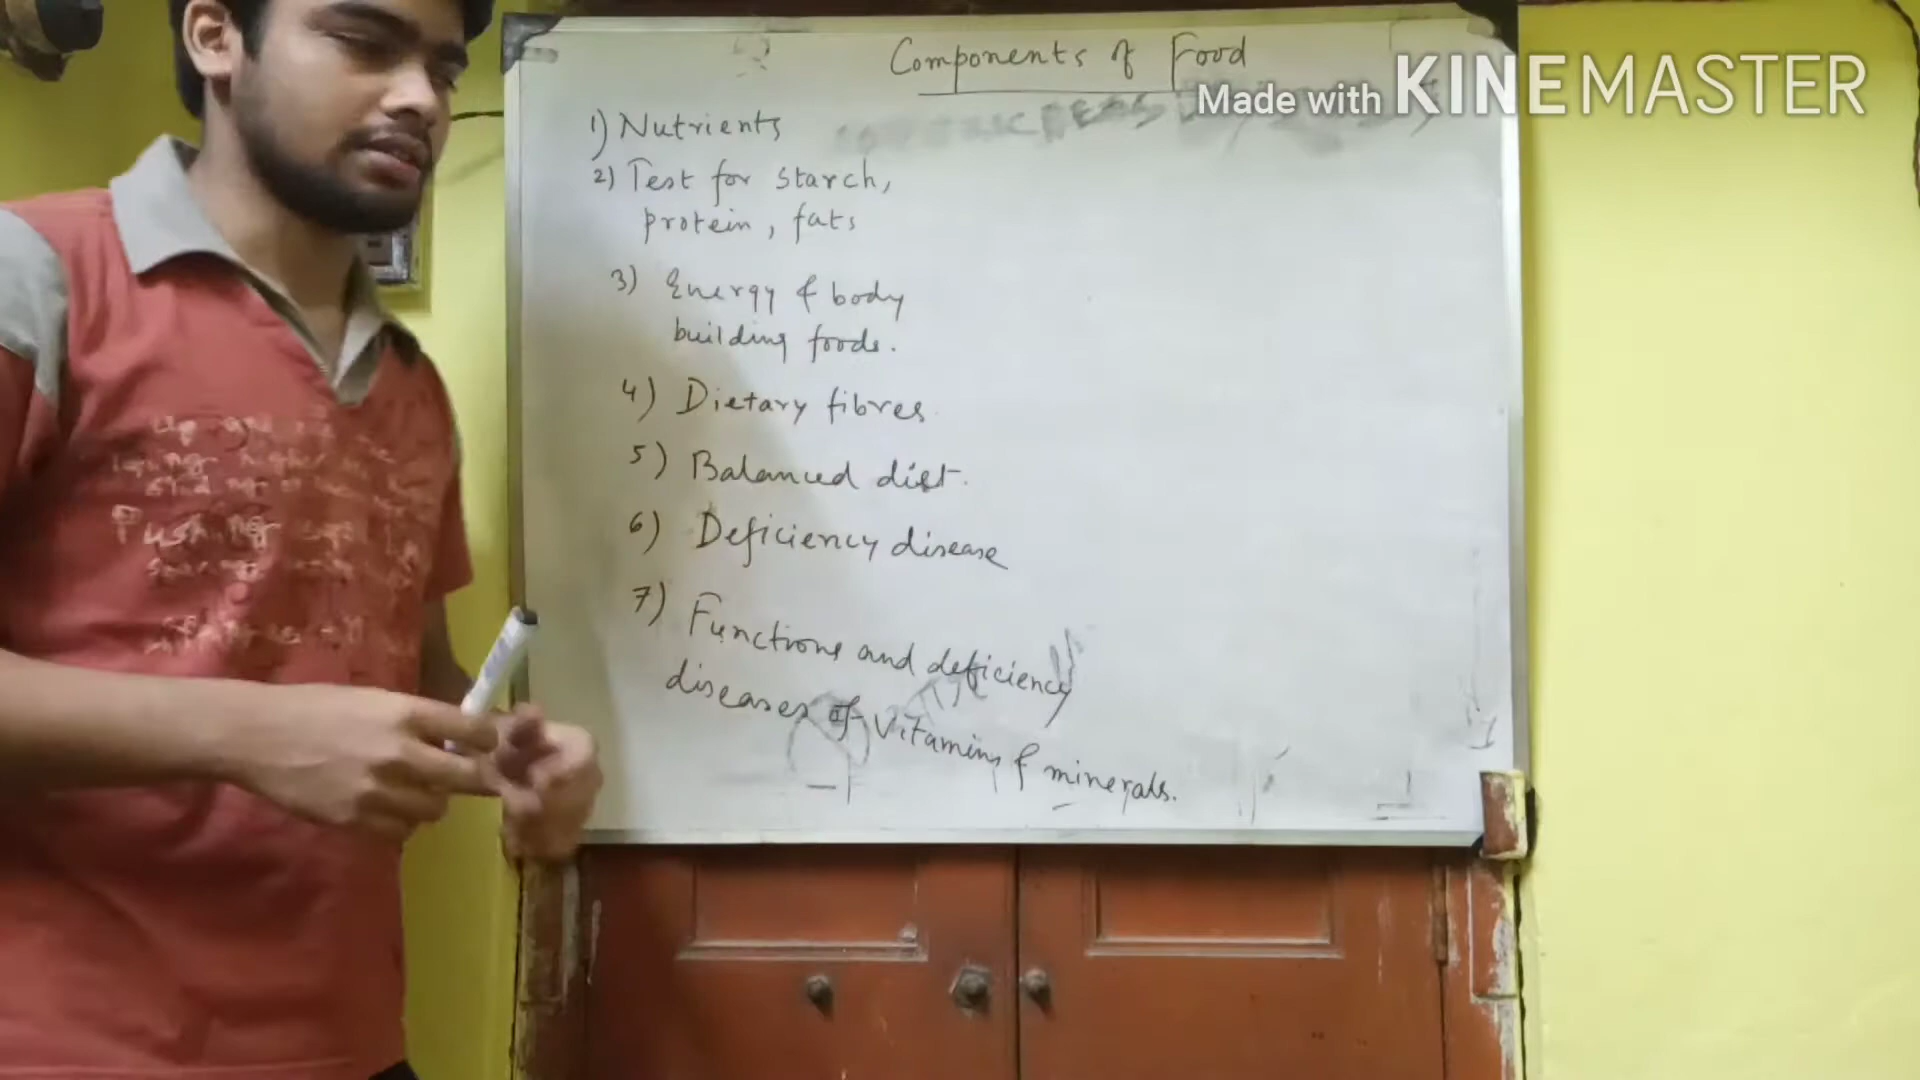 Components of Food
Made with KINEMASTER
1) Nutrients
2) Test for starch,
protein, fats
3) Energy & body
building foods.
4) Dietary fibres.
5) Balanced diet.
6) Deficiency disease
7) Functions and deficiency
diseases of vitamins & minerals.